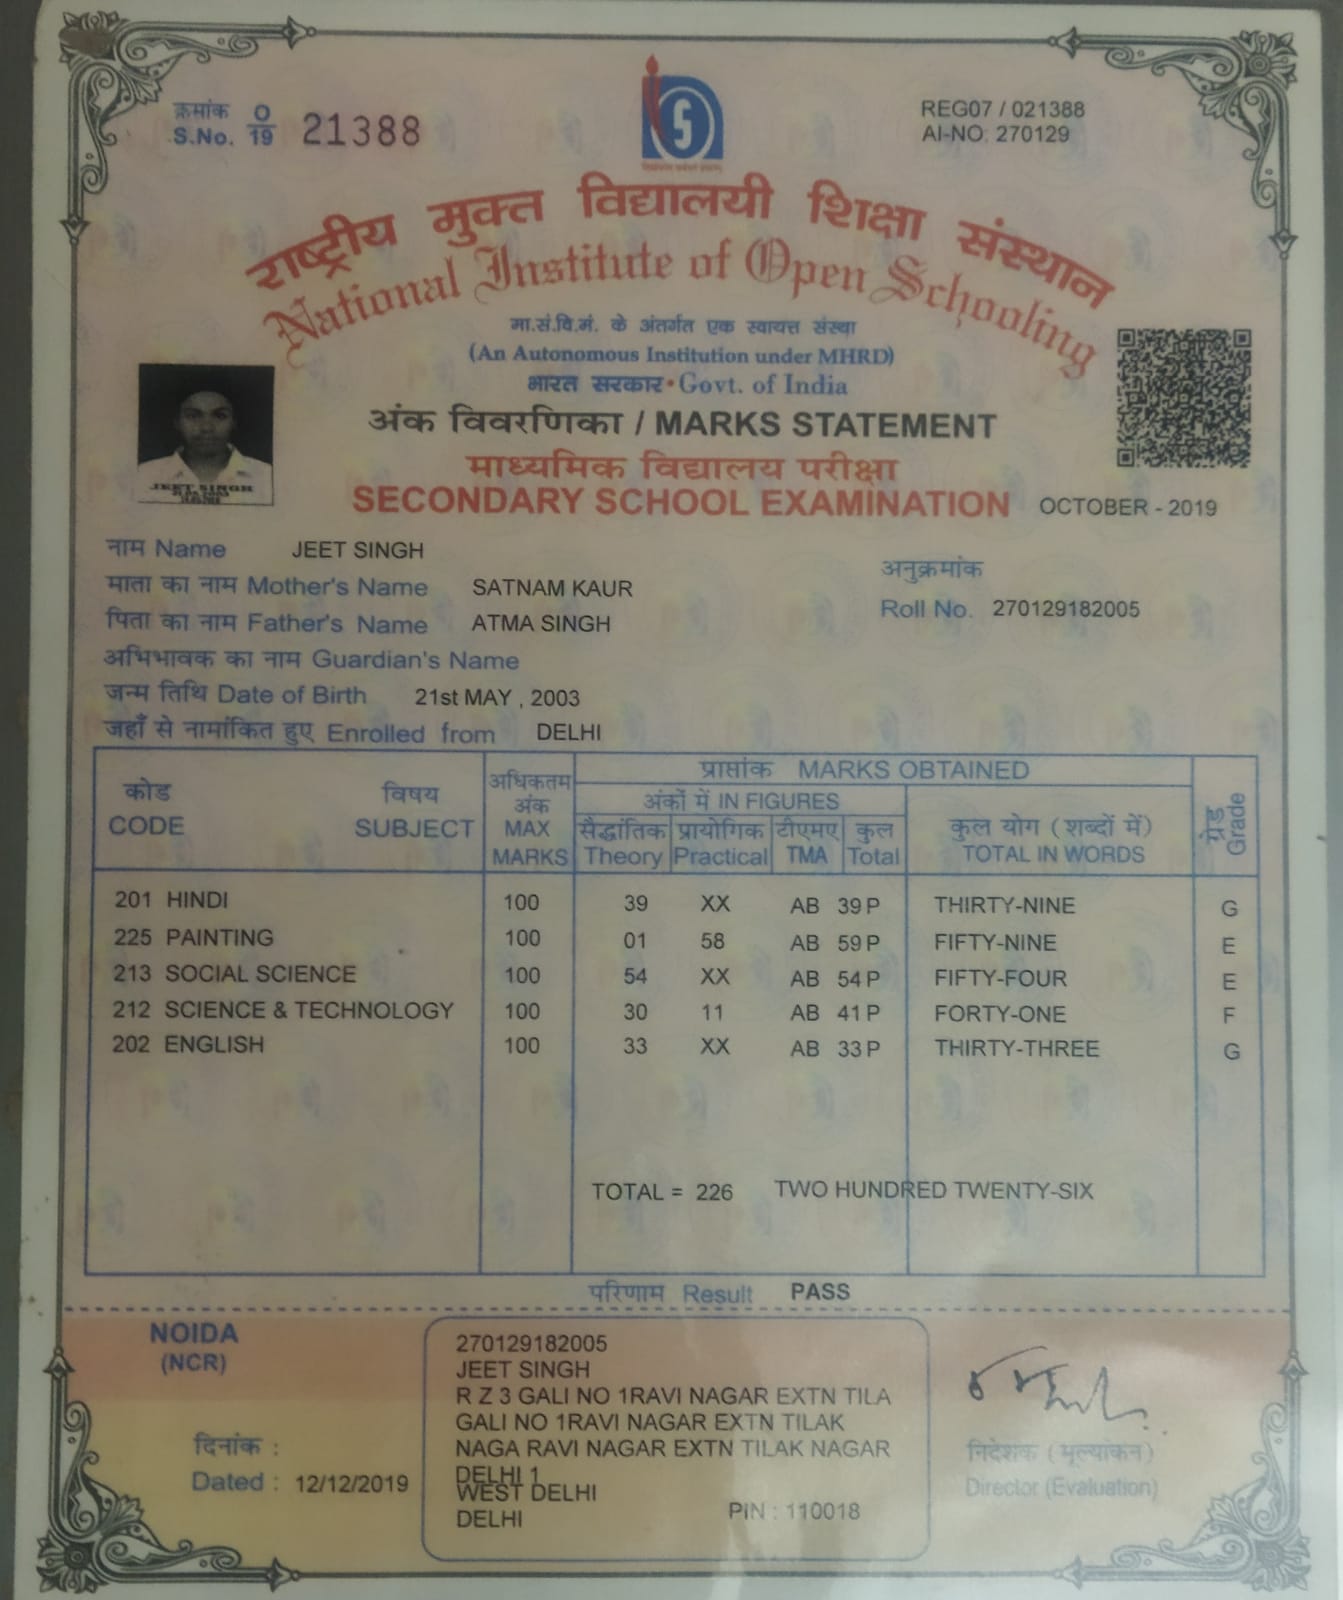 क्रमांक O
S.No. 19 21388
REG07 / 021388
AI-NO: 270129
राष्ट्रीय मुक्त विद्यालयी शिक्षा संस्थान
National Institute of Open Schooling
मा.सं.वि.मं. के अंतर्गत एक स्वायत्त संस्था
(An Autonomous Institution under MHRD)
भारत सरकार • Govt. of India
अंक विवरणिका / MARKS STATEMENT
माध्यमिक विद्यालय परीक्षा
SECONDARY SCHOOL EXAMINATION OCTOBER - 2019
JEET SINGH
नाम Name JEET SINGH
माता का नाम Mother's Name SATNAM KAUR
पिता का नाम Father's Name ATMA SINGH
अनुक्रमांक
Roll No. 270129182005
अभिभावक का नाम Guardian's Name
जन्म तिथि Date of Birth 21st MAY , 2003
जहाँ से नामांकित हुए Enrolled from DELHI
कोड विषय
CODE SUBJECT
अधिकतम
अंक
MAX
MARKS
प्राप्तांक MARKS OBTAINED
अंकों में IN FIGURES
सैद्धांतिक प्रायोगिक टीएमए कुल
Theory Practical TMA Total
कुल योग (शब्दों में)
TOTAL IN WORDS
ग्रेड
Grade
201 HINDI 100 39 XX AB 39 P THIRTY-NINE G
225 PAINTING 100 01 58 AB 59 P FIFTY-NINE E
213 SOCIAL SCIENCE 100 54 XX AB 54 P FIFTY-FOUR E
212 SCIENCE & TECHNOLOGY 100 30 11 AB 41 P FORTY-ONE F
202 ENGLISH 100 33 XX AB 33 P THIRTY-THREE G
TOTAL = 226 TWO HUNDRED TWENTY-SIX
परिणाम Result PASS
NOIDA
(NCR)
दिनांक :
Dated : 12/12/2019
270129182005
JEET SINGH
R Z 3 GALI NO 1RAVI NAGAR EXTN TILA
GALI NO 1RAVI NAGAR EXTN TILAK
NAGA RAVI NAGAR EXTN TILAK NAGAR
DELHI 1
WEST DELHI
DELHI PIN : 110018
निदेशक (मूल्यांकन)
Director (Evaluation)